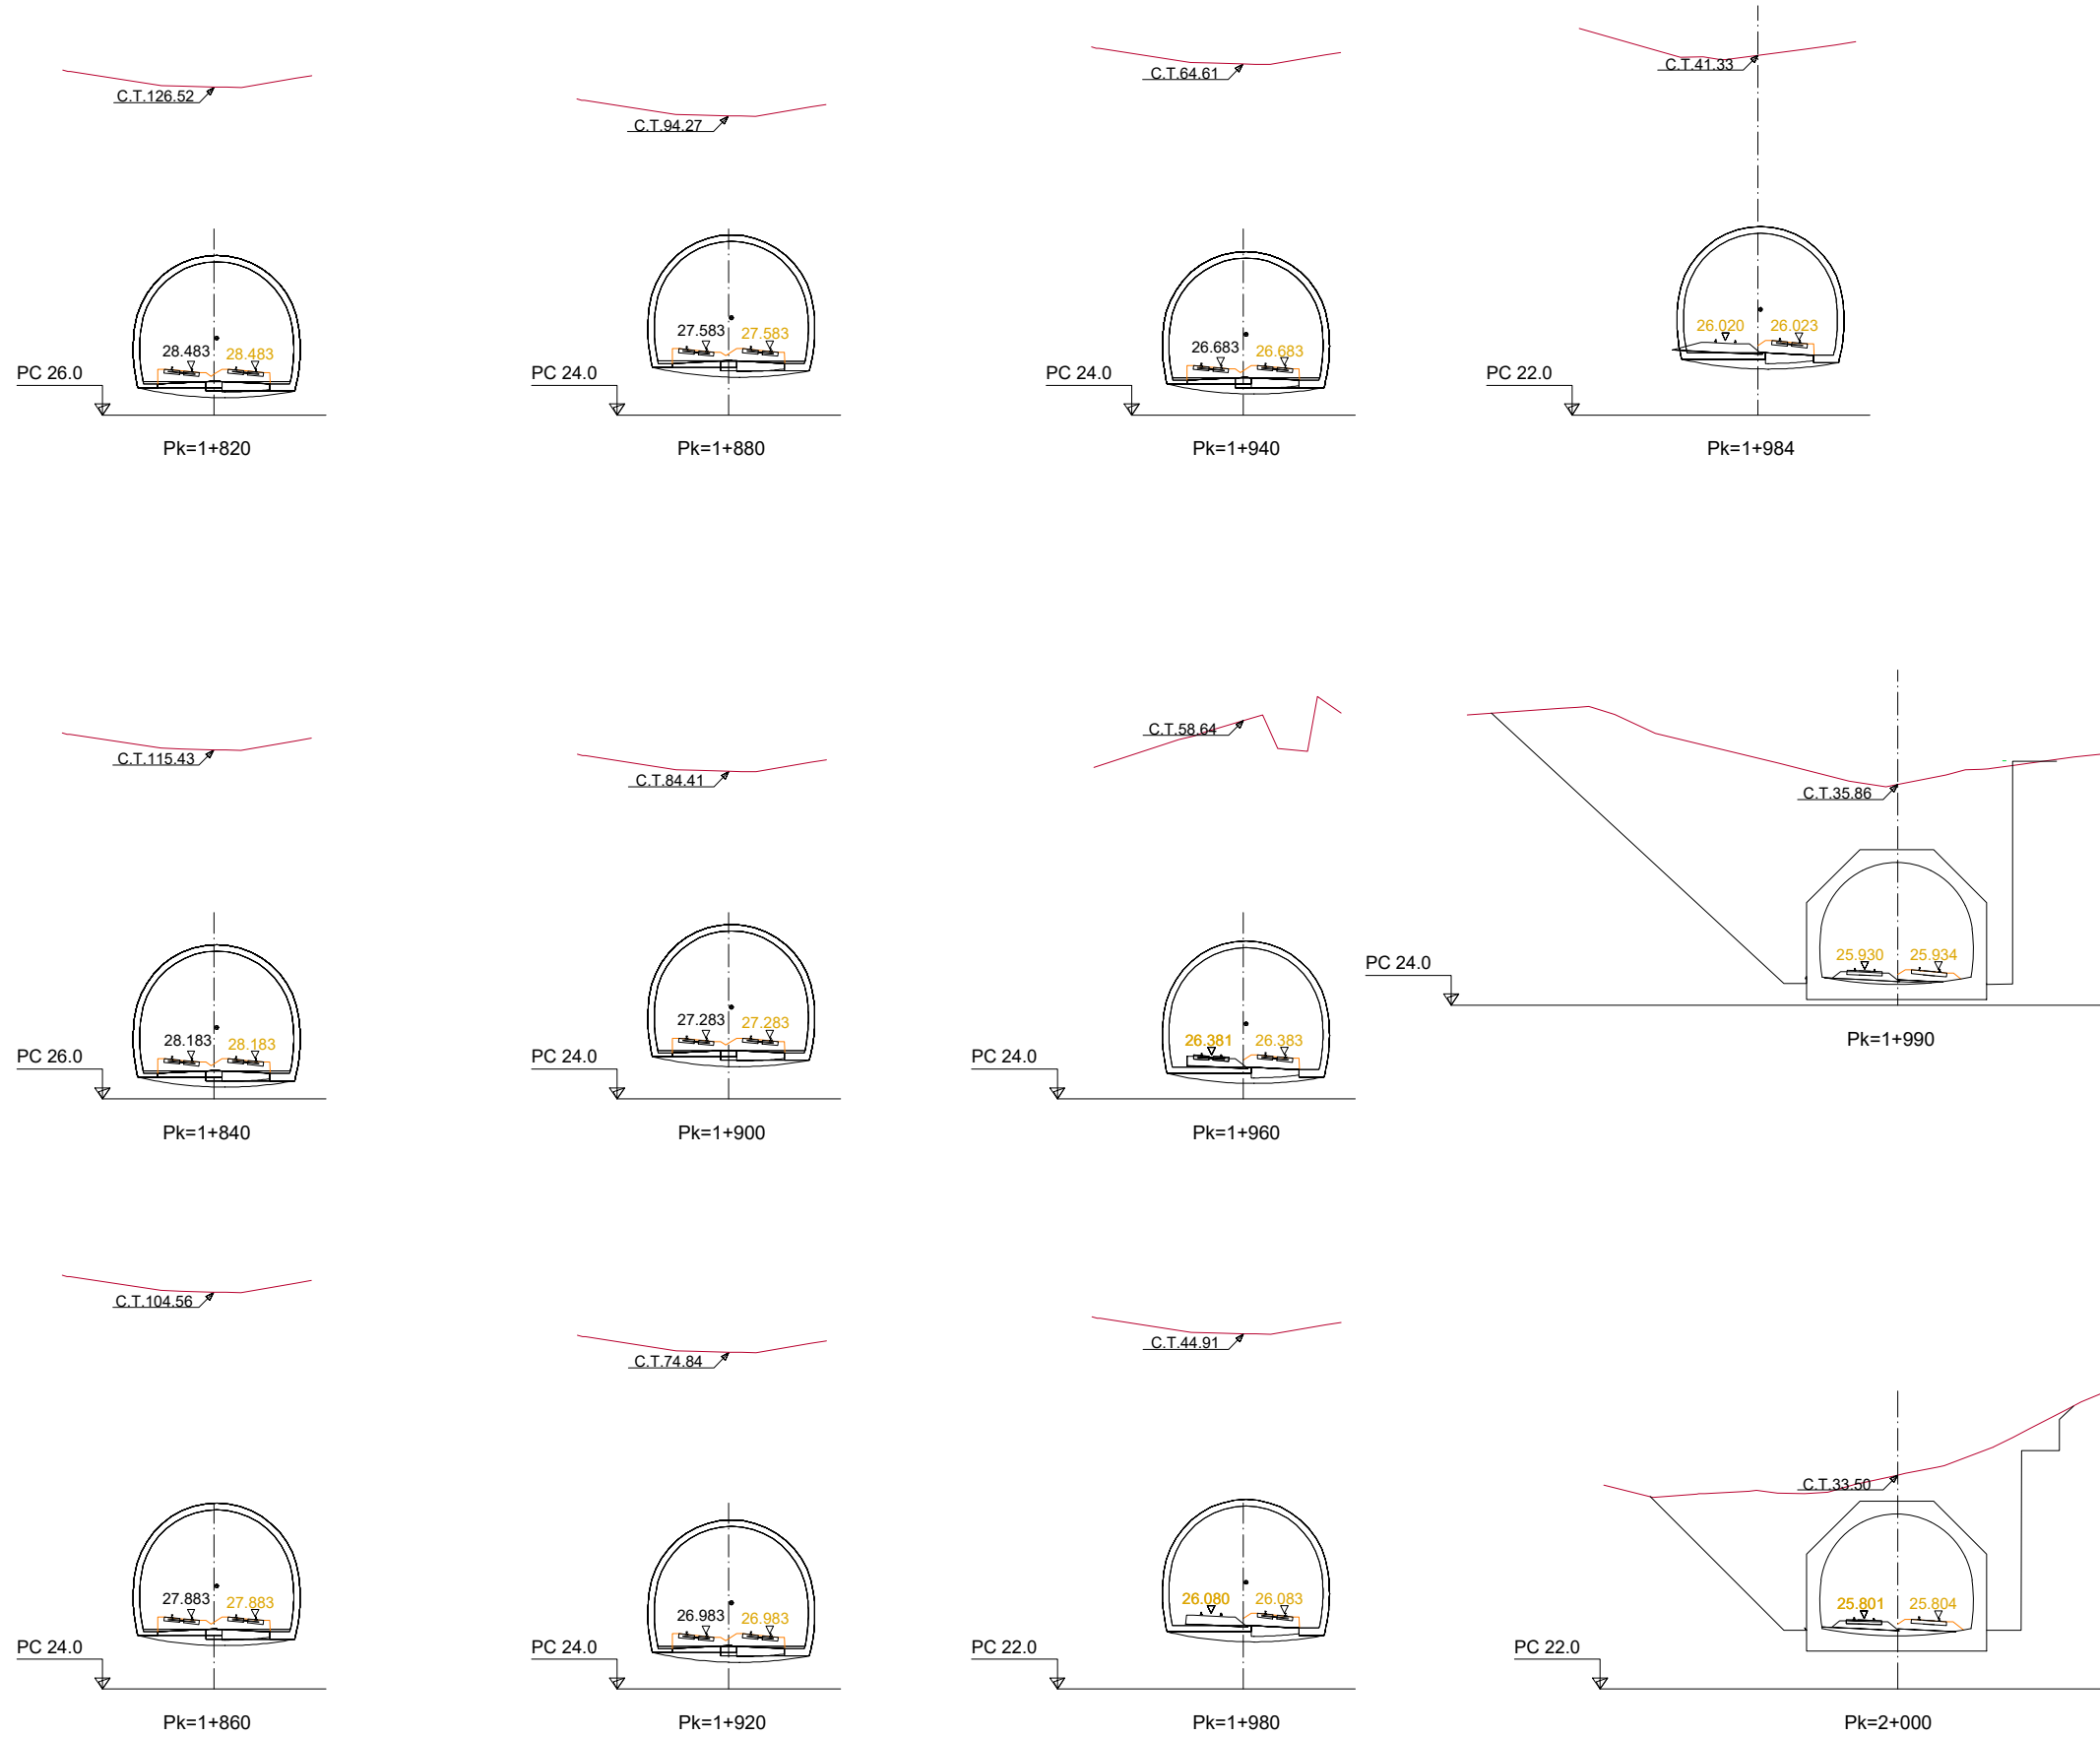 C.T.126.52
28.483
28.483
PC 26.0
Pk=1+820
C.T.94.27
27.583
27.583
PC 24.0
Pk=1+880
C.T.64.61
26.683
26.683
PC 24.0
Pk=1+940
C.T.41.33
26.020
26.023
PC 22.0
Pk=1+984
C.T.115.43
28.183
28.183
PC 26.0
Pk=1+840
C.T.84.41
27.283
27.283
PC 24.0
Pk=1+900
C.T.58.64
26.381
26.383
PC 24.0
Pk=1+960
C.T.35.86
25.930
25.934
PC 24.0
Pk=1+990
C.T.104.56
27.883
27.883
PC 24.0
Pk=1+860
C.T.74.84
26.983
26.983
PC 24.0
Pk=1+920
C.T.44.91
26.080
26.083
PC 22.0
Pk=1+980
C.T.33.50
25.801
25.804
PC 22.0
Pk=2+000